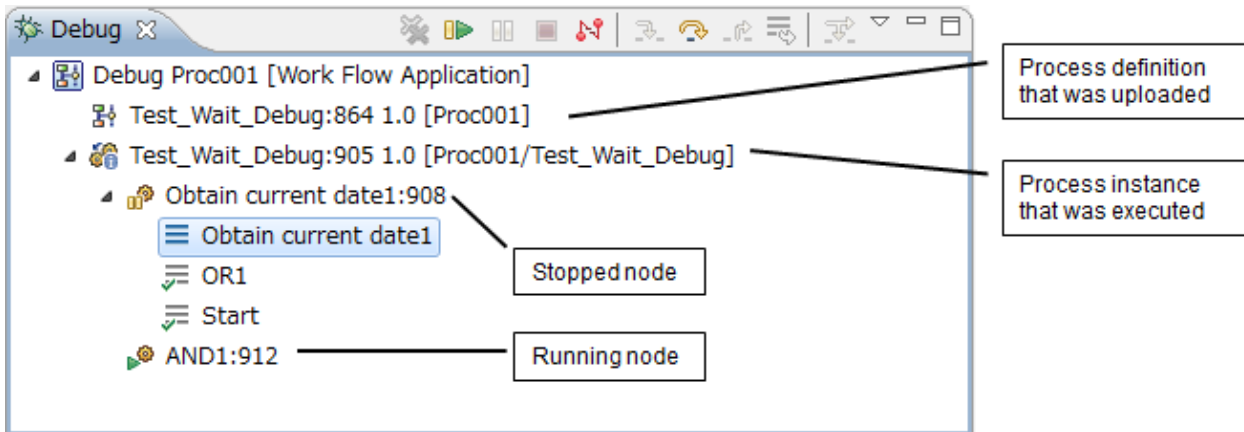 Debug
Debug Proc001 [Work Flow Application]
Test_Wait_Debug:864 1.0 [Proc001]
Test_Wait_Debug:905 1.0 [Proc001/Test_Wait_Debug]
Obtain current date1:908
Obtain current date1
OR1
Start
AND1:912
Process definition
that was uploaded
Process instance
that was executed
Stopped node
Running node